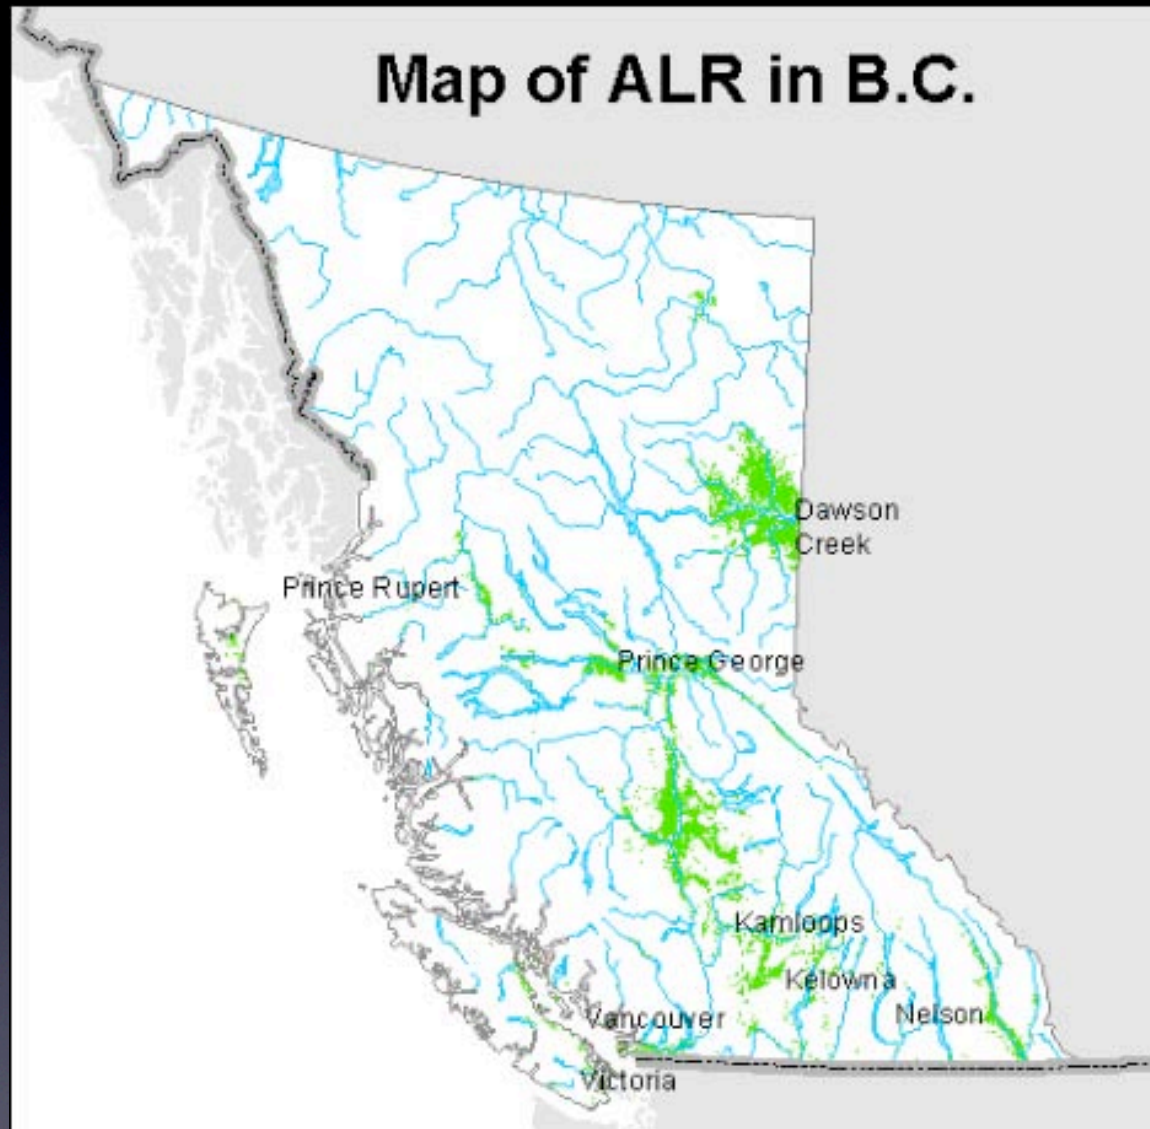 Map of ALR in B.C.
Dawson
Creek
Prince Rupert
Prince George
Kamloops
Kelowna
Nelson
Vancouver
Victoria